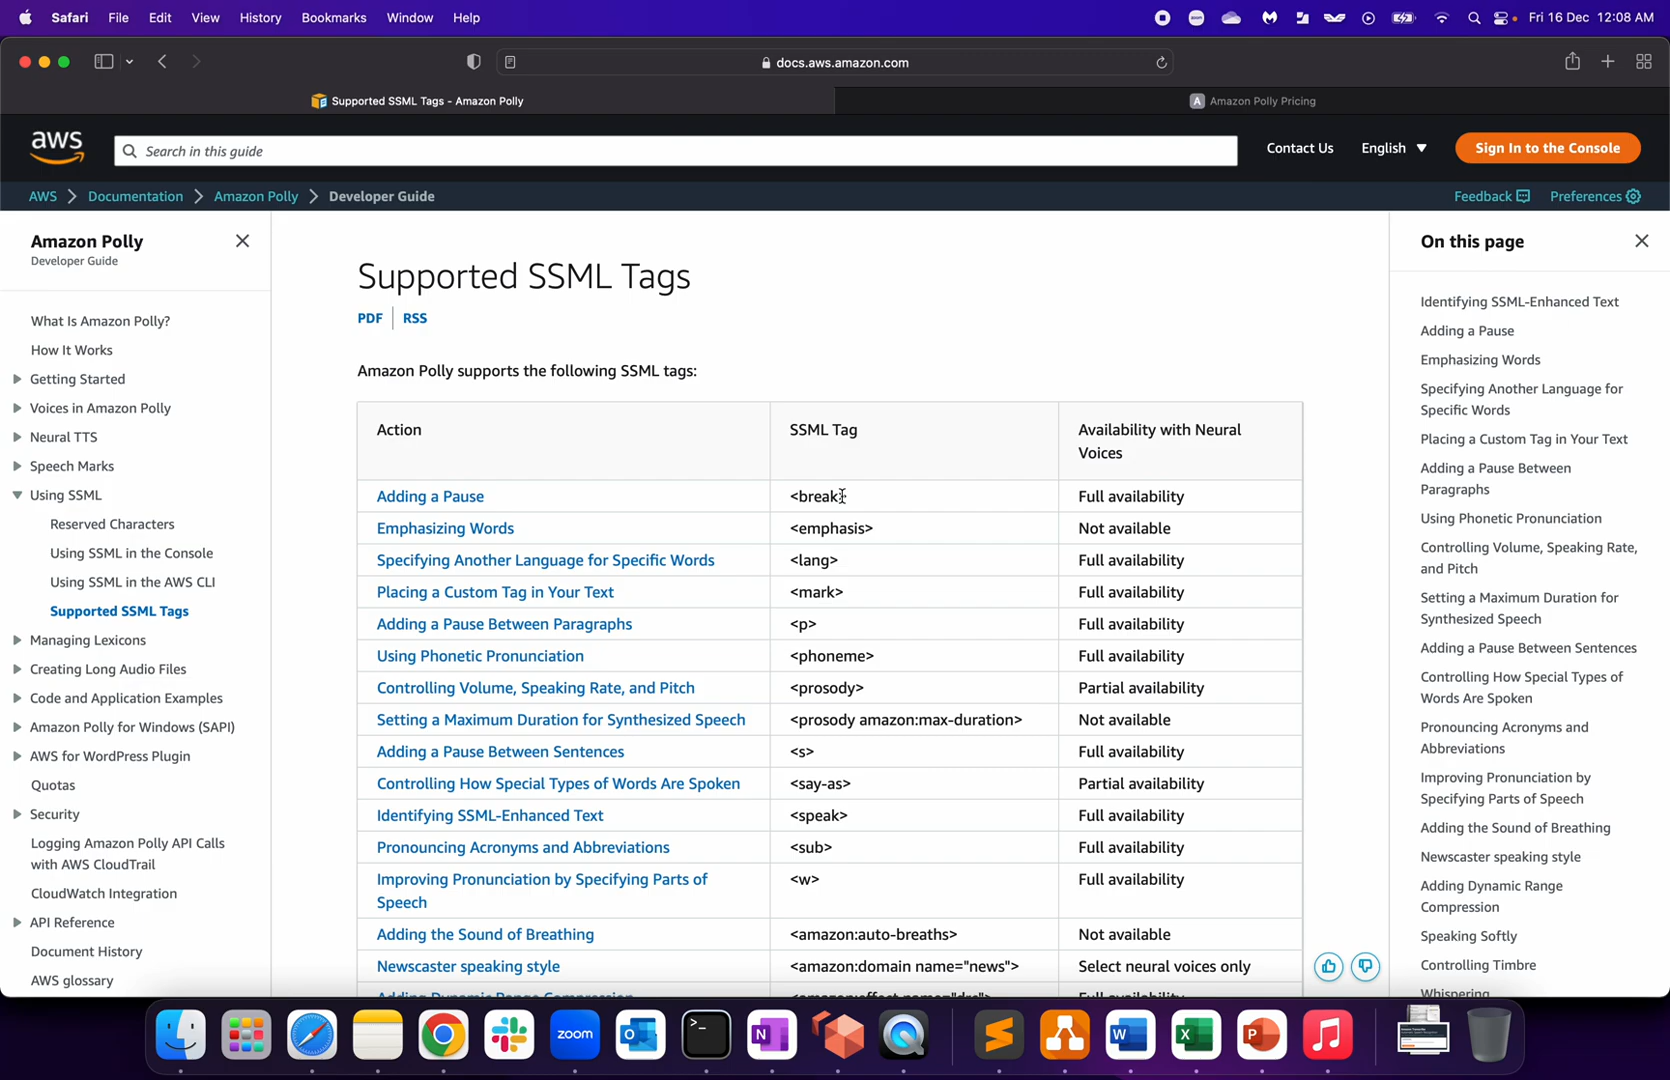 Safari File Edit View History Bookmarks Window Help
zoom
Fri 16 Dec 12:08 AM
docs.aws.amazon.com
Supported SSML Tags - Amazon Polly
A Amazon Polly Pricing
aws
Search in this guide
Contact Us
English
Sign In to the Console
AWS
Documentation
Amazon Polly
Developer Guide
Feedback
Preferences
Amazon Polly
Developer Guide
What Is Amazon Polly?
How It Works
Getting Started
Voices in Amazon Polly
Neural TTS
Speech Marks
Using SSML
Reserved Characters
Using SSML in the Console
Using SSML in the AWS CLI
Supported SSML Tags
Managing Lexicons
Creating Long Audio Files
Code and Application Examples
Amazon Polly for Windows (SAPI)
AWS for WordPress Plugin
Quotas
Security
Logging Amazon Polly API Calls
with AWS CloudTrail
CloudWatch Integration
API Reference
Document History
AWS glossary
Supported SSML Tags
PDF
RSS
Amazon Polly supports the following SSML tags:
Action
SSML Tag
Availability with Neural
Voices
Adding a Pause
<break>
Full availability
Emphasizing Words
<emphasis>
Not available
Specifying Another Language for Specific Words
<lang>
Full availability
Placing a Custom Tag in Your Text
<mark>
Full availability
Adding a Pause Between Paragraphs
<p>
Full availability
Using Phonetic Pronunciation
<phoneme>
Full availability
Controlling Volume, Speaking Rate, and Pitch
<prosody>
Partial availability
Setting a Maximum Duration for Synthesized Speech
<prosody amazon:max-duration>
Not available
Adding a Pause Between Sentences
<s>
Full availability
Controlling How Special Types of Words Are Spoken
<say-as>
Partial availability
Identifying SSML-Enhanced Text
<speak>
Full availability
Pronouncing Acronyms and Abbreviations
<sub>
Full availability
Improving Pronunciation by Specifying Parts of
Speech
<w>
Full availability
Adding the Sound of Breathing
<amazon:auto-breaths>
Not available
Newscaster speaking style
<amazon:domain name="news">
Select neural voices only
Adding Dynamic Range Compression
<amazon:effect name="drc">
Full availability
On this page
Identifying SSML-Enhanced Text
Adding a Pause
Emphasizing Words
Specifying Another Language for
Specific Words
Placing a Custom Tag in Your Text
Adding a Pause Between
Paragraphs
Using Phonetic Pronunciation
Controlling Volume, Speaking Rate,
and Pitch
Setting a Maximum Duration for
Synthesized Speech
Adding a Pause Between Sentences
Controlling How Special Types of
Words Are Spoken
Pronouncing Acronyms and
Abbreviations
Improving Pronunciation by
Specifying Parts of Speech
Adding the Sound of Breathing
Newscaster speaking style
Adding Dynamic Range
Compression
Speaking Softly
Controlling Timbre
Whispering
zoom